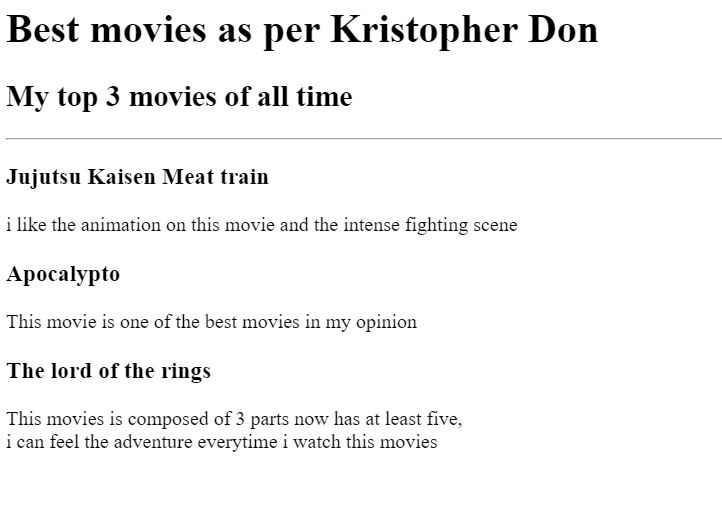 Best movies as per Kristopher Don
My top 3 movies of all time
Jujutsu Kaisen Meat train
i like the animation on this movie and the intense fighting scene
Apocalypto
This movie is one of the best movies in my opinion
The lord of the rings
This movies is composed of 3 parts now has at least five,
i can feel the adventure everytime i watch this movies